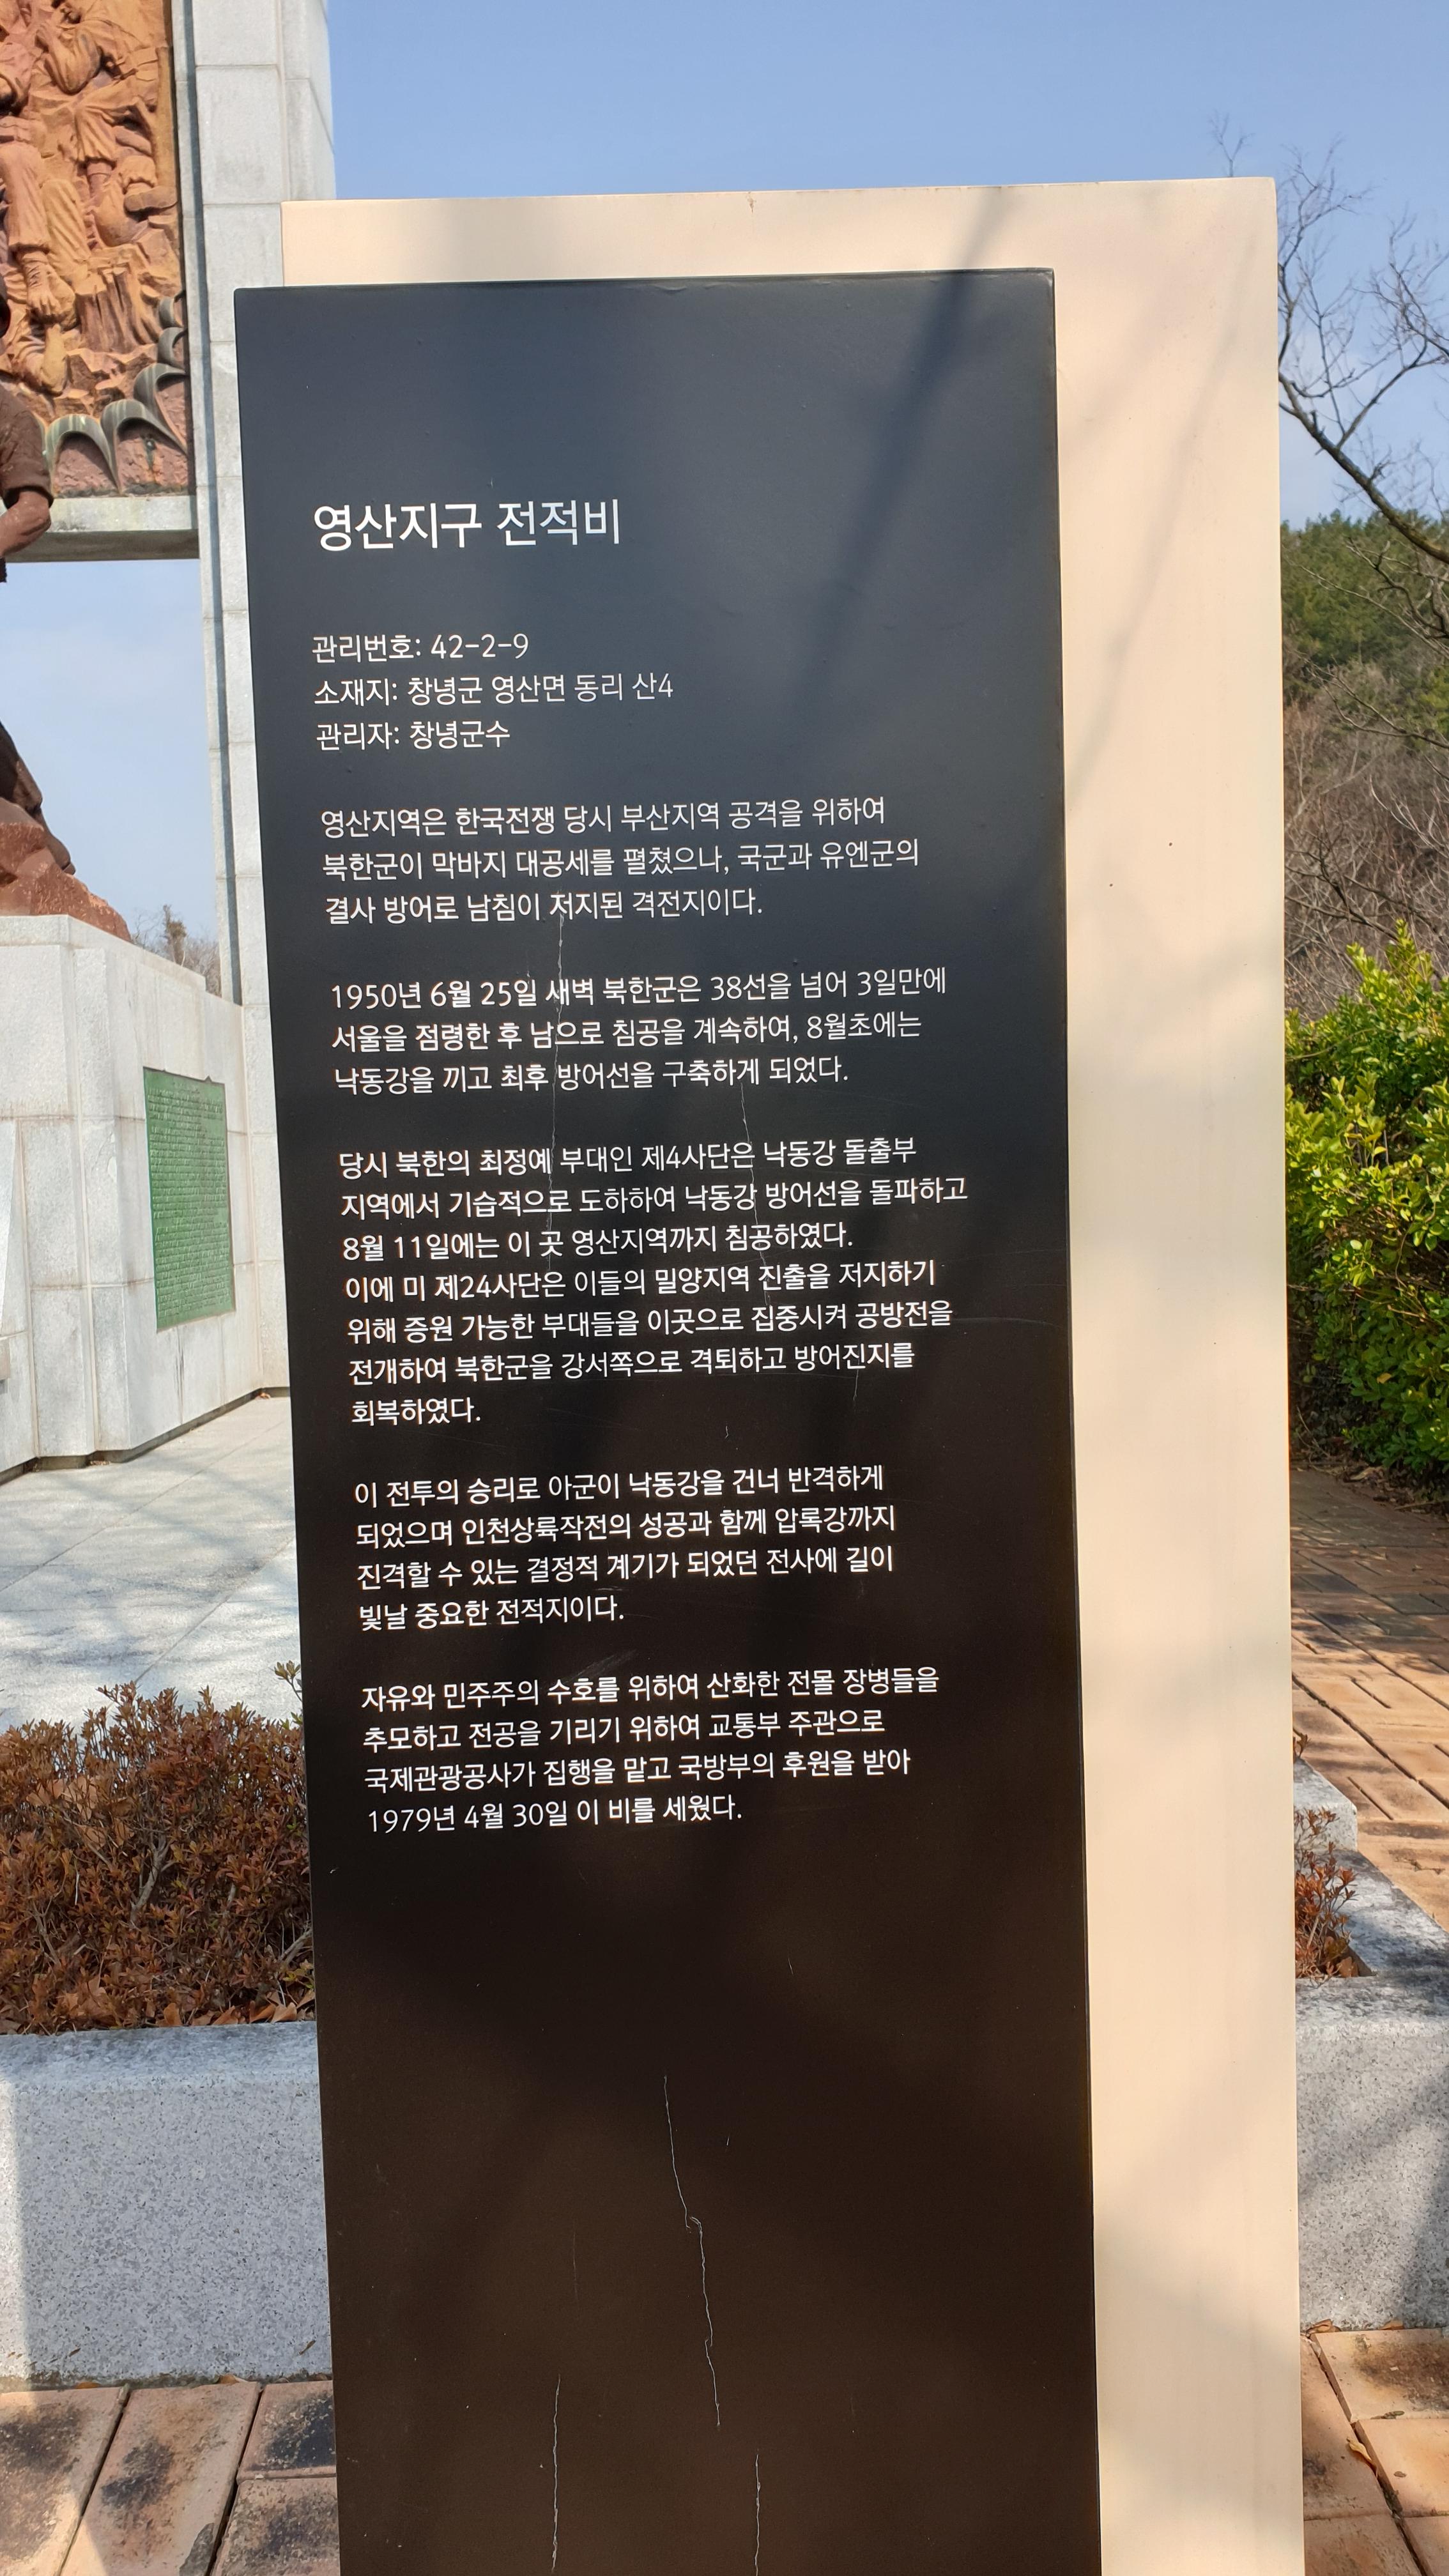 영산지구 전적비
관리번호: 42-2-9
소재지: 창녕군 영산면 동리 산4
관리자: 창녕군수
영산지역은 한국전쟁 당시 부산지역 공격을 위하여
북한군이 막바지 대공세를 펼쳤으나, 국군과 유엔군의
결사 방어로 남침이 저지된 격전지이다.
1950년 6월 25일 새벽 북한군은 38선을 넘어 3일만에
서울을 점령한 후 남으로 침공을 계속하여, 8월초에는
낙동강을 끼고 최후 방어선을 구축하게 되었다.
당시 북한의 최정예 부대인 제4사단은 낙동강 돌출부
지역에서 기습적으로 도하하여 낙동강 방어선을 돌파하고
8월 11일에는 이 곳 영산지역까지 침공하였다.
이에 미 제24사단은 이들의 밀양지역 진출을 저지하기
위해 증원 가능한 부대들을 이곳으로 집중시켜 공방전을
전개하여 북한군을 강서쪽으로 격퇴하고 방어진지를
회복하였다.
이 전투의 승리로 아군이 낙동강을 건너 반격하게
되었으며 인천상륙작전의 성공과 함께 압록강까지
진격할 수 있는 결정적 계기가 되었던 전사에 길이
빛날 중요한 전적지이다.
자유와 민주주의 수호를 위하여 산화한 전몰 장병들을
추모하고 전공을 기리기 위하여 교통부 주관으로
국제관광공사가 집행을 맡고 국방부의 후원을 받아
1979년 4월 30일 이 비를 세웠다.